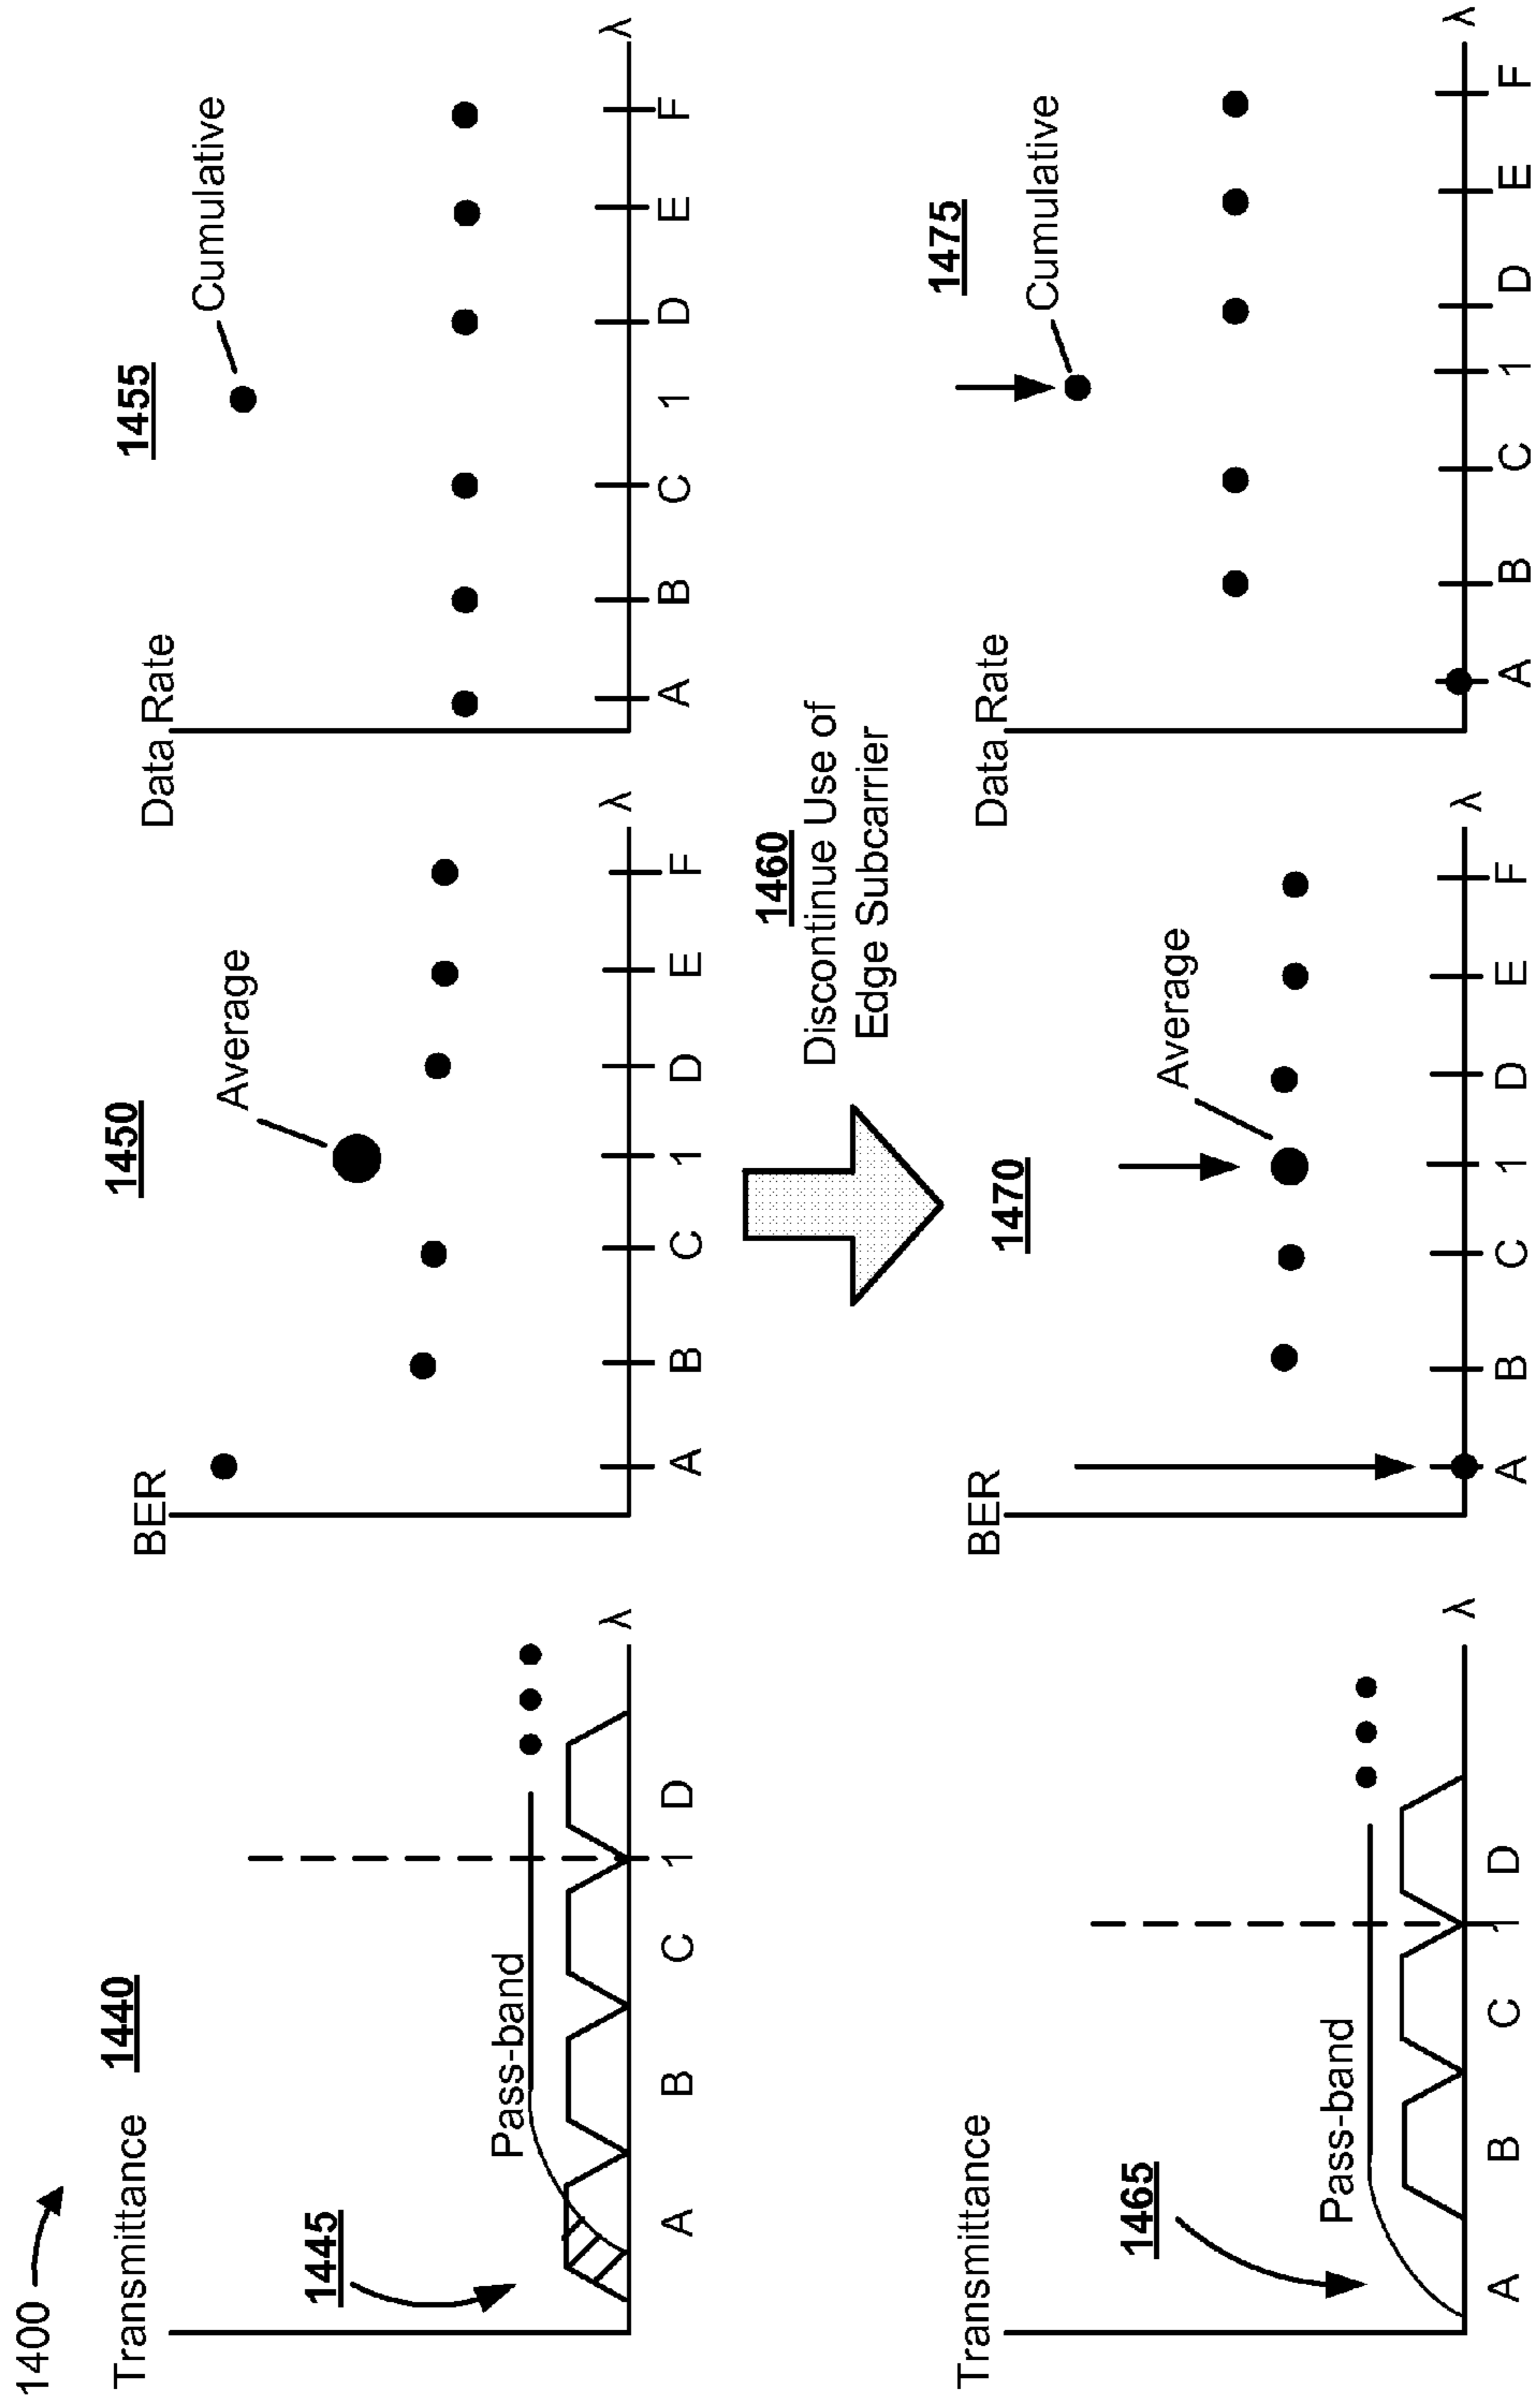 1400
Transmittance
1440
1445
Pass-band
A B C 1 D
λ
BER
1450
Average
A B C 1 D E F
λ
Data Rate
1455
Cumulative
A B C 1 D E F
λ
1460
Discontinue Use of
Edge Subcarrier
Transmittance
1465
Pass-band
A B C 1 D
λ
BER
1470
Average
A B C 1 D E F
λ
Data Rate
1475
Cumulative
A B C 1 D E F
λ